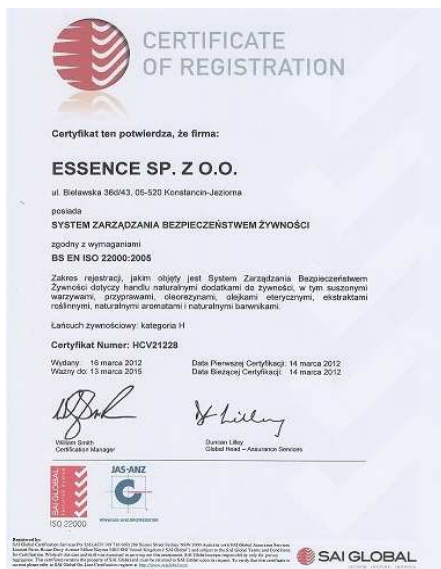 CERTIFICATE
OF REGISTRATION
Certyfikat ten potwierdza, że firma:
ESSENCE SP. Z O.O.
ul. Bielawska 36d/43, 05-520 Konstancin-Jeziorna
posiada
SYSTEM ZARZĄDZANIA BEZPIECZEŃSTWEM ŻYWNOŚCI
zgodny z wymaganiami
BS EN ISO 22000:2005
Zakres rejestracji, jakim objęty jest System Zarządzania Bezpieczeństwem
Żywności dotyczy handlu naturalnymi dodatkami do żywności, w tym suszonymi
warzywami, przyprawami, oleorezynami, olejkami eterycznymi, ekstraktami
roślinnymi, naturalnymi aromatami i naturalnymi barwnikami.
Łańcuch żywnościowy: kategoria H
Certyfikat Numer: HCV21228
Wydany: 16 marca 2012 Data Pierwszej Certyfikacji: 14 marca 2012
Ważny do: 13 marca 2015 Data Bieżącej Certyfikacji: 14 marca 2012
William Smith Duncan Lilley
Certification Manager Global Head – Assurance Services
SAI GLOBAL
JAS-ANZ
C
ISO 22000
Registered by:
SAI GLOBAL